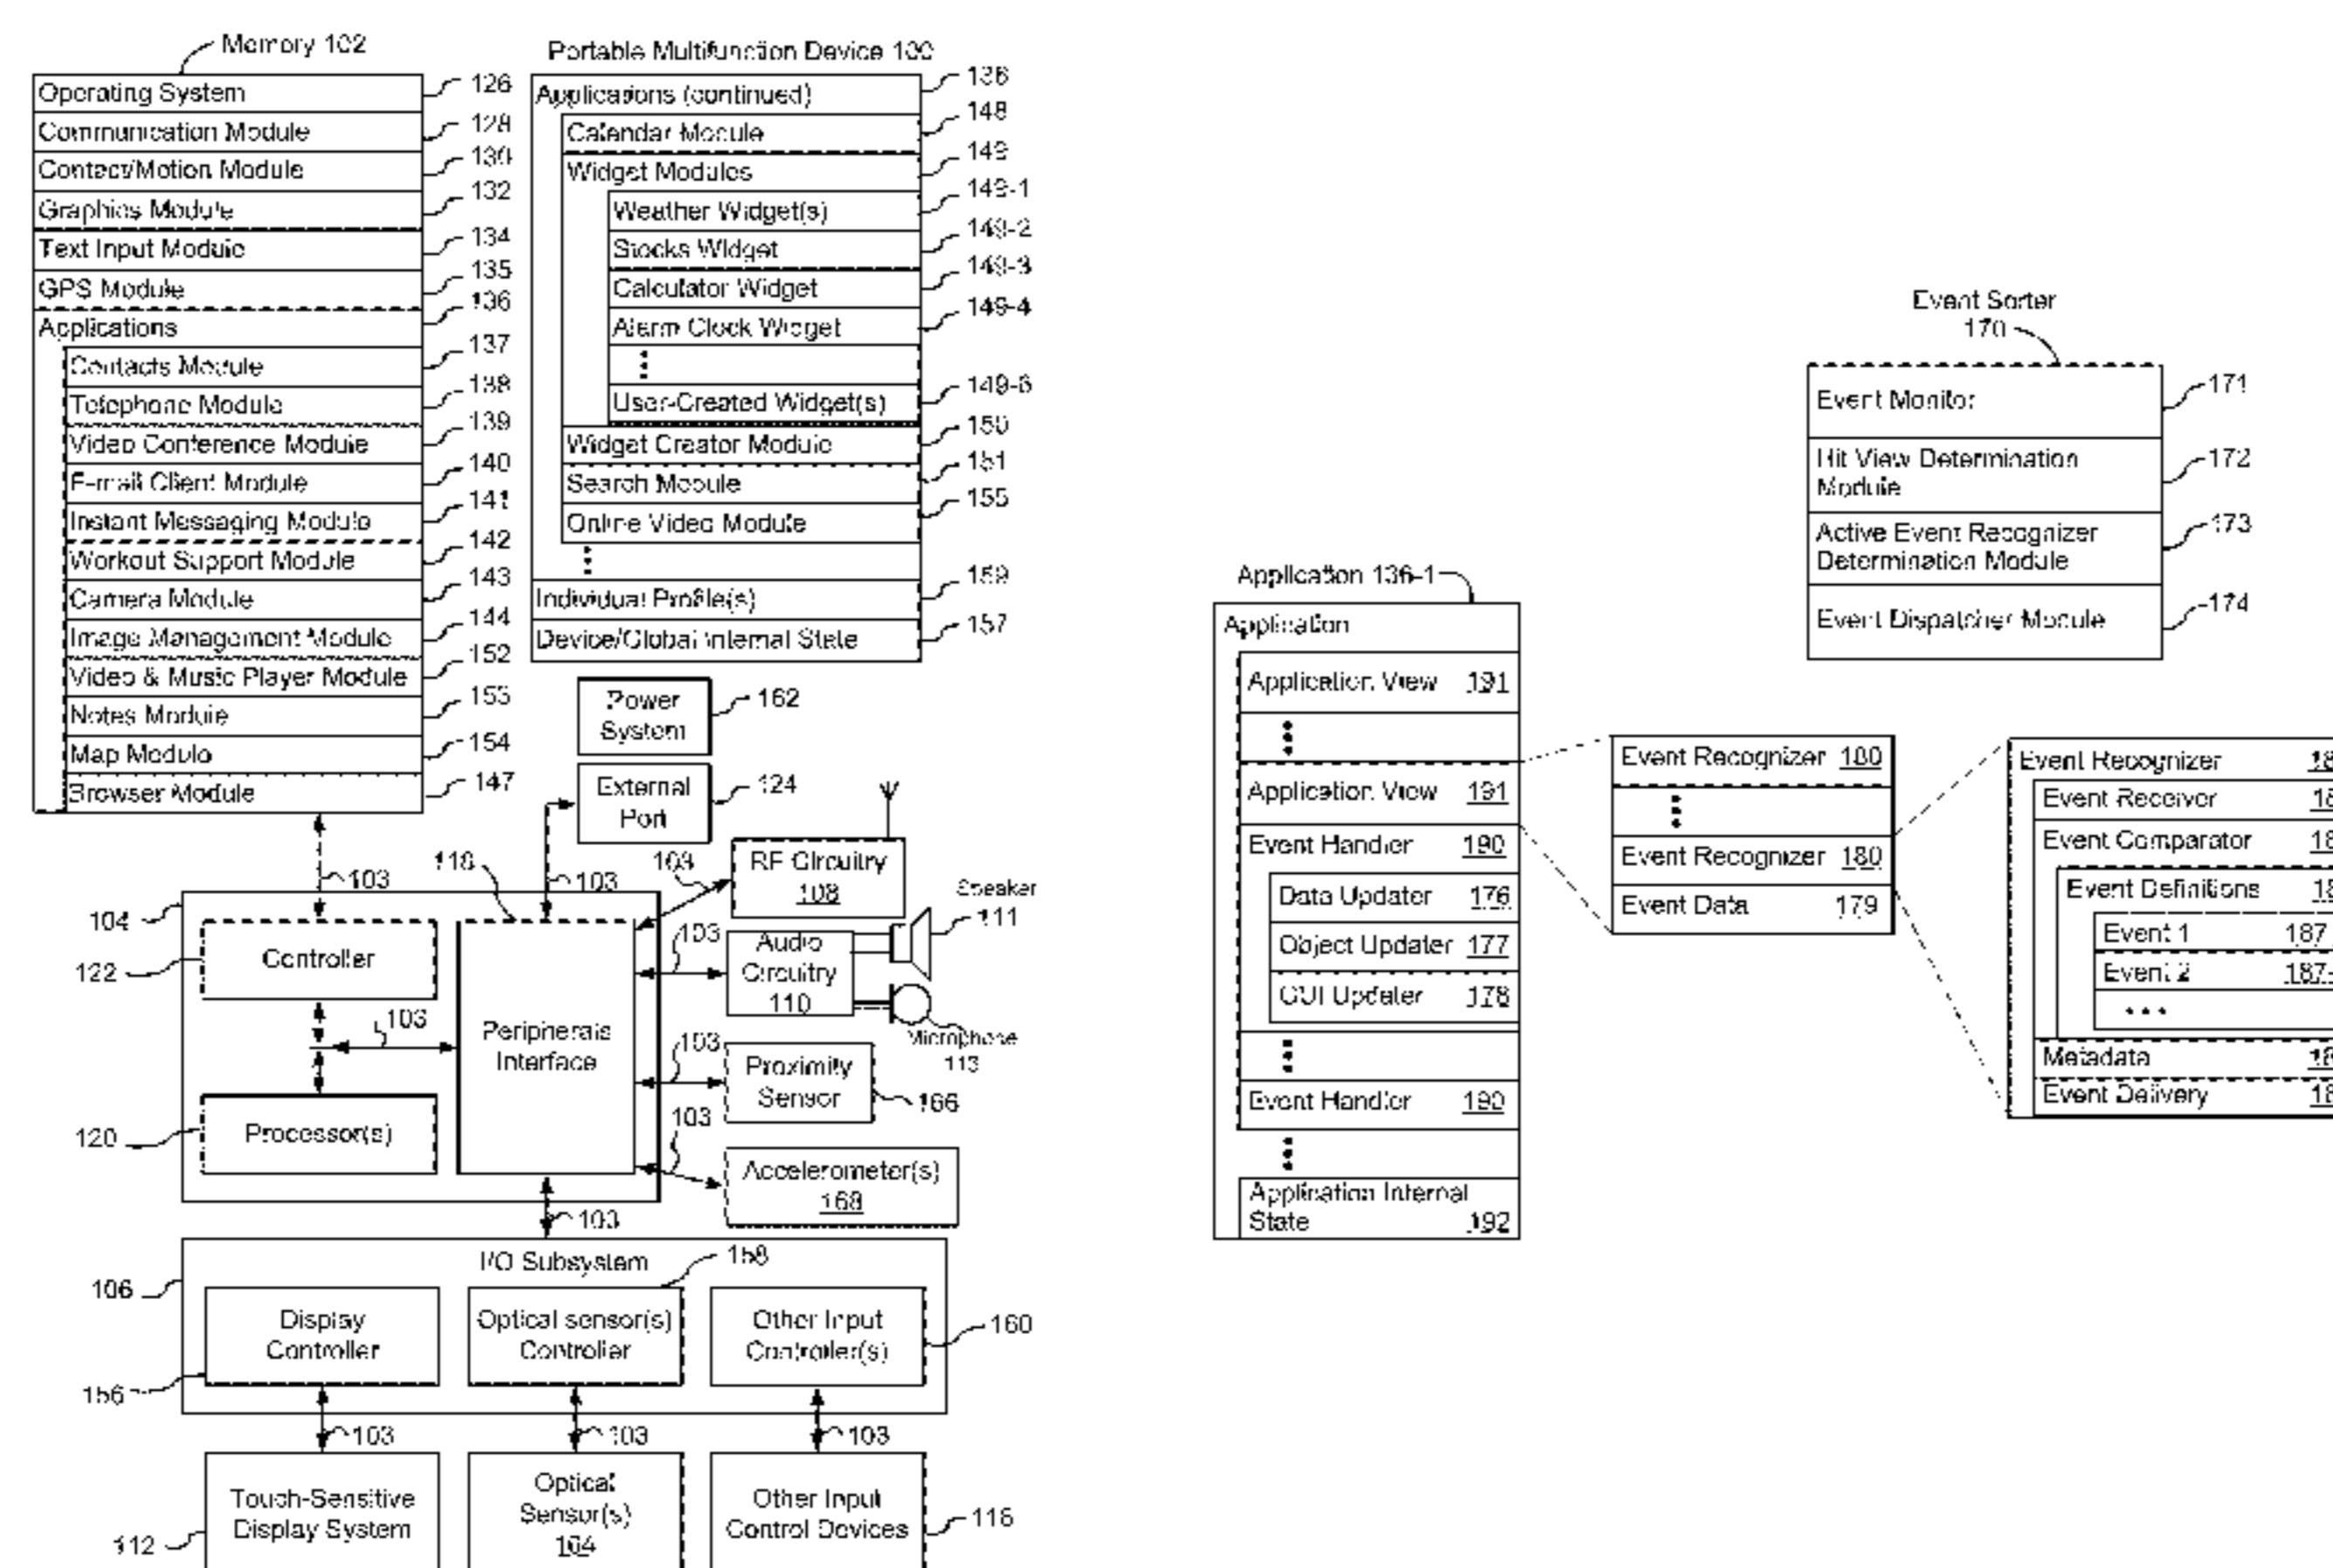 Memory 102
Operating System 126
Communication Module 128
Contact/Motion Module 130
Graphics Module 132
Text Input Module 134
GPS Module 135
Applications 136
Contacts Module 137
Telephone Module 138
Video Conference Module 139
E-mail Client Module 140
Instant Messaging Module 141
Workout Support Module 142
Camera Module 143
Image Management Module 144
Video & Music Player Module 152
Notes Module 153
Map Module 154
Browser Module 147
Portable Multifunction Device 100
Applications (continued) 136
Calendar Module 148
Widget Modules 149
Weather Widget(s) 149-1
Stocks Widget 149-2
Calculator Widget 149-3
Alarm Clock Widget 149-4
User-Created Widget(s) 149-6
Widget Creator Module 150
Search Module 151
Online Video Module 155
Individual Profile(s) 159
Device/Global Internal State 157
Power
System
162
External
Port
124
118
103
103
103
RF Circuitry
108
Speaker
111
104
Controller
122
103
Audio
Circuitry
110
Microphone
113
103
Peripherals
Interface
103
Proximity
Sensor
166
Processor(s)
120
103
Accelerometer(s)
168
103
I/O Subsystem
106
158
Display
Controller
156
Optical sensor(s)
Controller
Other Input
Controller(s)
160
103
103
103
Touch-Sensitive
Display System
112
Optical
Sensor(s)
164
Other Input
Control Devices
116
Application 136-1
Application
Application View 191
Application View 191
Event Handler 190
Data Updater 176
Object Updater 177
GUI Updater 178
Event Handler 190
Application Internal
State 192
Event Sorter
170
Event Monitor 171
Hit View Determination
Module
172
Active Event Recognizer
Determination Module
173
Event Dispatcher Module 174
Event Recognizer 180
Event Recognizer 180
Event Data 179
Event Recognizer
Event Receiver
Event Comparator
Event Definitions
Event 1 187
Event 2 187-
Metadata
Event Delivery